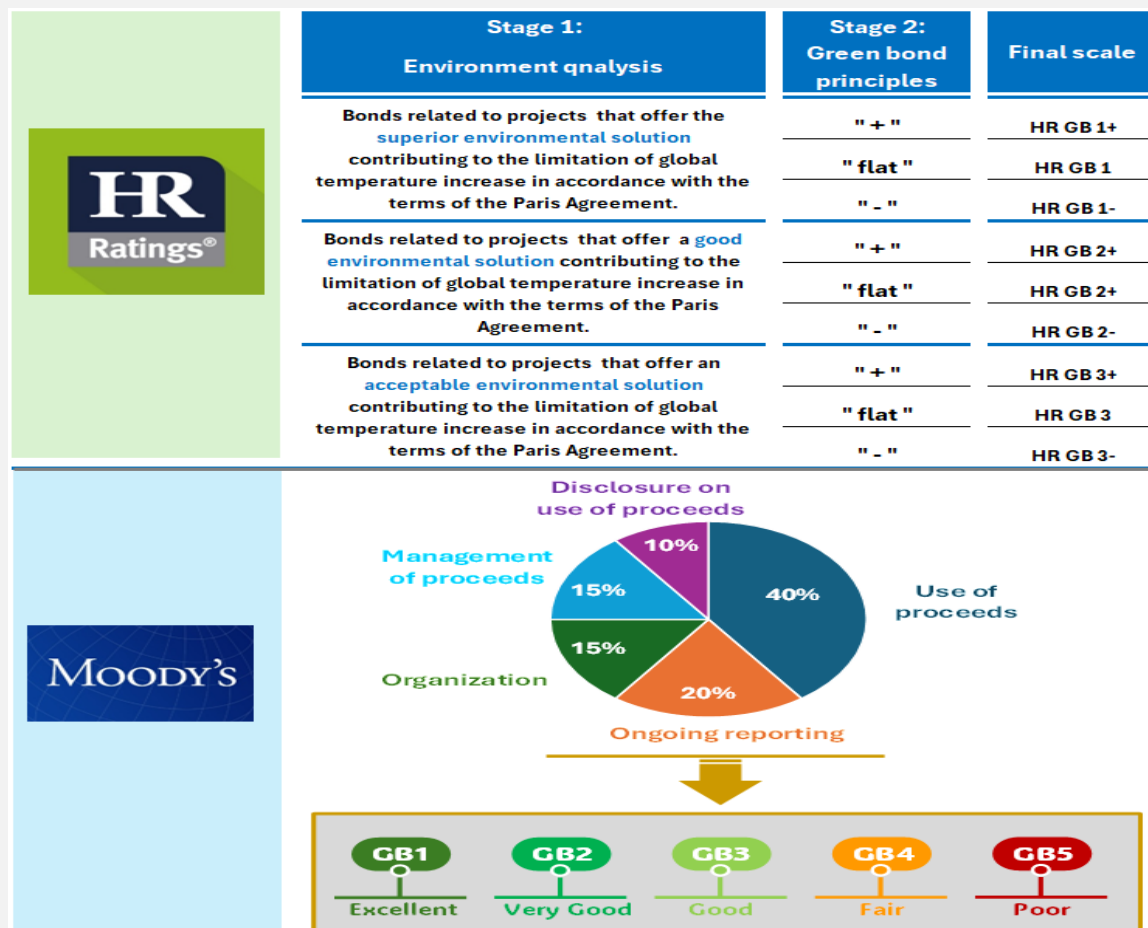 Stage 1:
Environment qnalysis
Stage 2:
Green bond
principles
Final scale
HR
Ratings®
Bonds related to projects that offer the
superior environmental solution
contributing to the limitation of global
temperature increase in accordance with the
terms of the Paris Agreement.
" + "
HR GB 1+
" flat "
HR GB 1
" - "
HR GB 1-
Bonds related to projects that offer a good
environmental solution contributing to the
limitation of global temperature increase in
accordance with the terms of the Paris
Agreement.
" + "
HR GB 2+
" flat "
HR GB 2+
" - "
HR GB 2-
Bonds related to projects that offer an
acceptable environmental solution
contributing to the limitation of global
temperature increase in accordance with the
terms of the Paris Agreement.
" + "
HR GB 3+
" flat "
HR GB 3
" - "
HR GB 3-
MOODY'S
Disclosure on
use of proceeds
10%
Management
of proceeds
15%
40%
Use of
proceeds
15%
Organization
20%
Ongoing reporting
GB1
GB2
GB3
GB4
GB5
Excellent
Very Good
Good
Fair
Poor